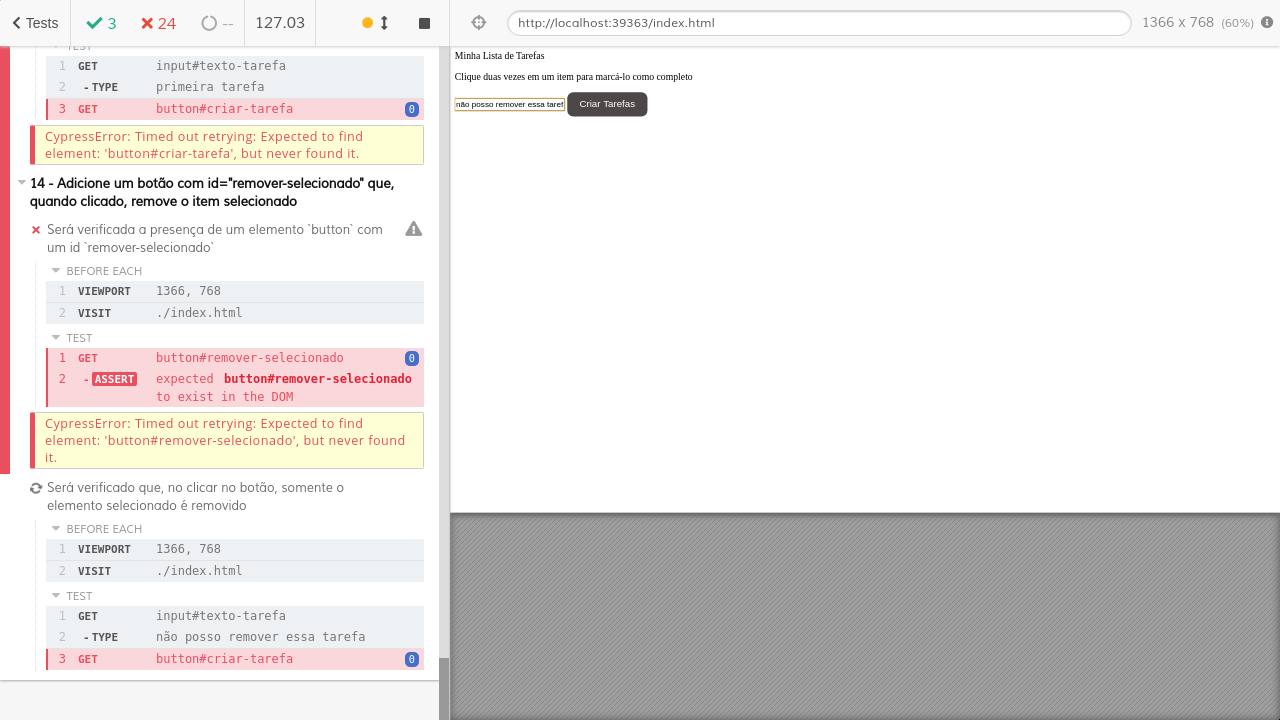 Tests
3
24
--
127.03
TEST
1 GET input#texto-tarefa
2 - TYPE primeira tarefa
3 GET button#criar-tarefa 0
CypressError: Timed out retrying: Expected to find
element: 'button#criar-tarefa', but never found it.
14 - Adicione um botão com id="remover-selecionado" que,
quando clicado, remove o item selecionado
Será verificada a presença de um elemento `button` com
um id `remover-selecionado`
BEFORE EACH
1 VIEWPORT 1366, 768
2 VISIT ./index.html
TEST
1 GET button#remover-selecionado 0
2 - ASSERT expected button#remover-selecionado
to exist in the DOM
CypressError: Timed out retrying: Expected to find
element: 'button#remover-selecionado', but never found
it.
Será verificado que, no clicar no botão, somente o
elemento selecionado é removido
BEFORE EACH
1 VIEWPORT 1366, 768
2 VISIT ./index.html
TEST
1 GET input#texto-tarefa
2 - TYPE não posso remover essa tarefa
3 GET button#criar-tarefa 0
http://localhost:39363/index.html
1366 x 768 (60%)
Minha Lista de Tarefas
Clique duas vezes em um item para marcá-lo como completo
não posso remover essa taref
Criar Tarefas